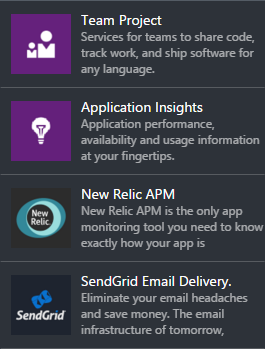 Team Project
Services for teams to share code,
track work, and ship software for
any language.
Application Insights
Application performance,
availability and usage information
at your fingertips.
New
Relic
New Relic APM
New Relic APM is the only app
monitoring tool you need to know
exactly how your app is
SendGrid
SendGrid Email Delivery.
Eliminate your email headaches
and save money. The email
infrastructure of tomorrow,